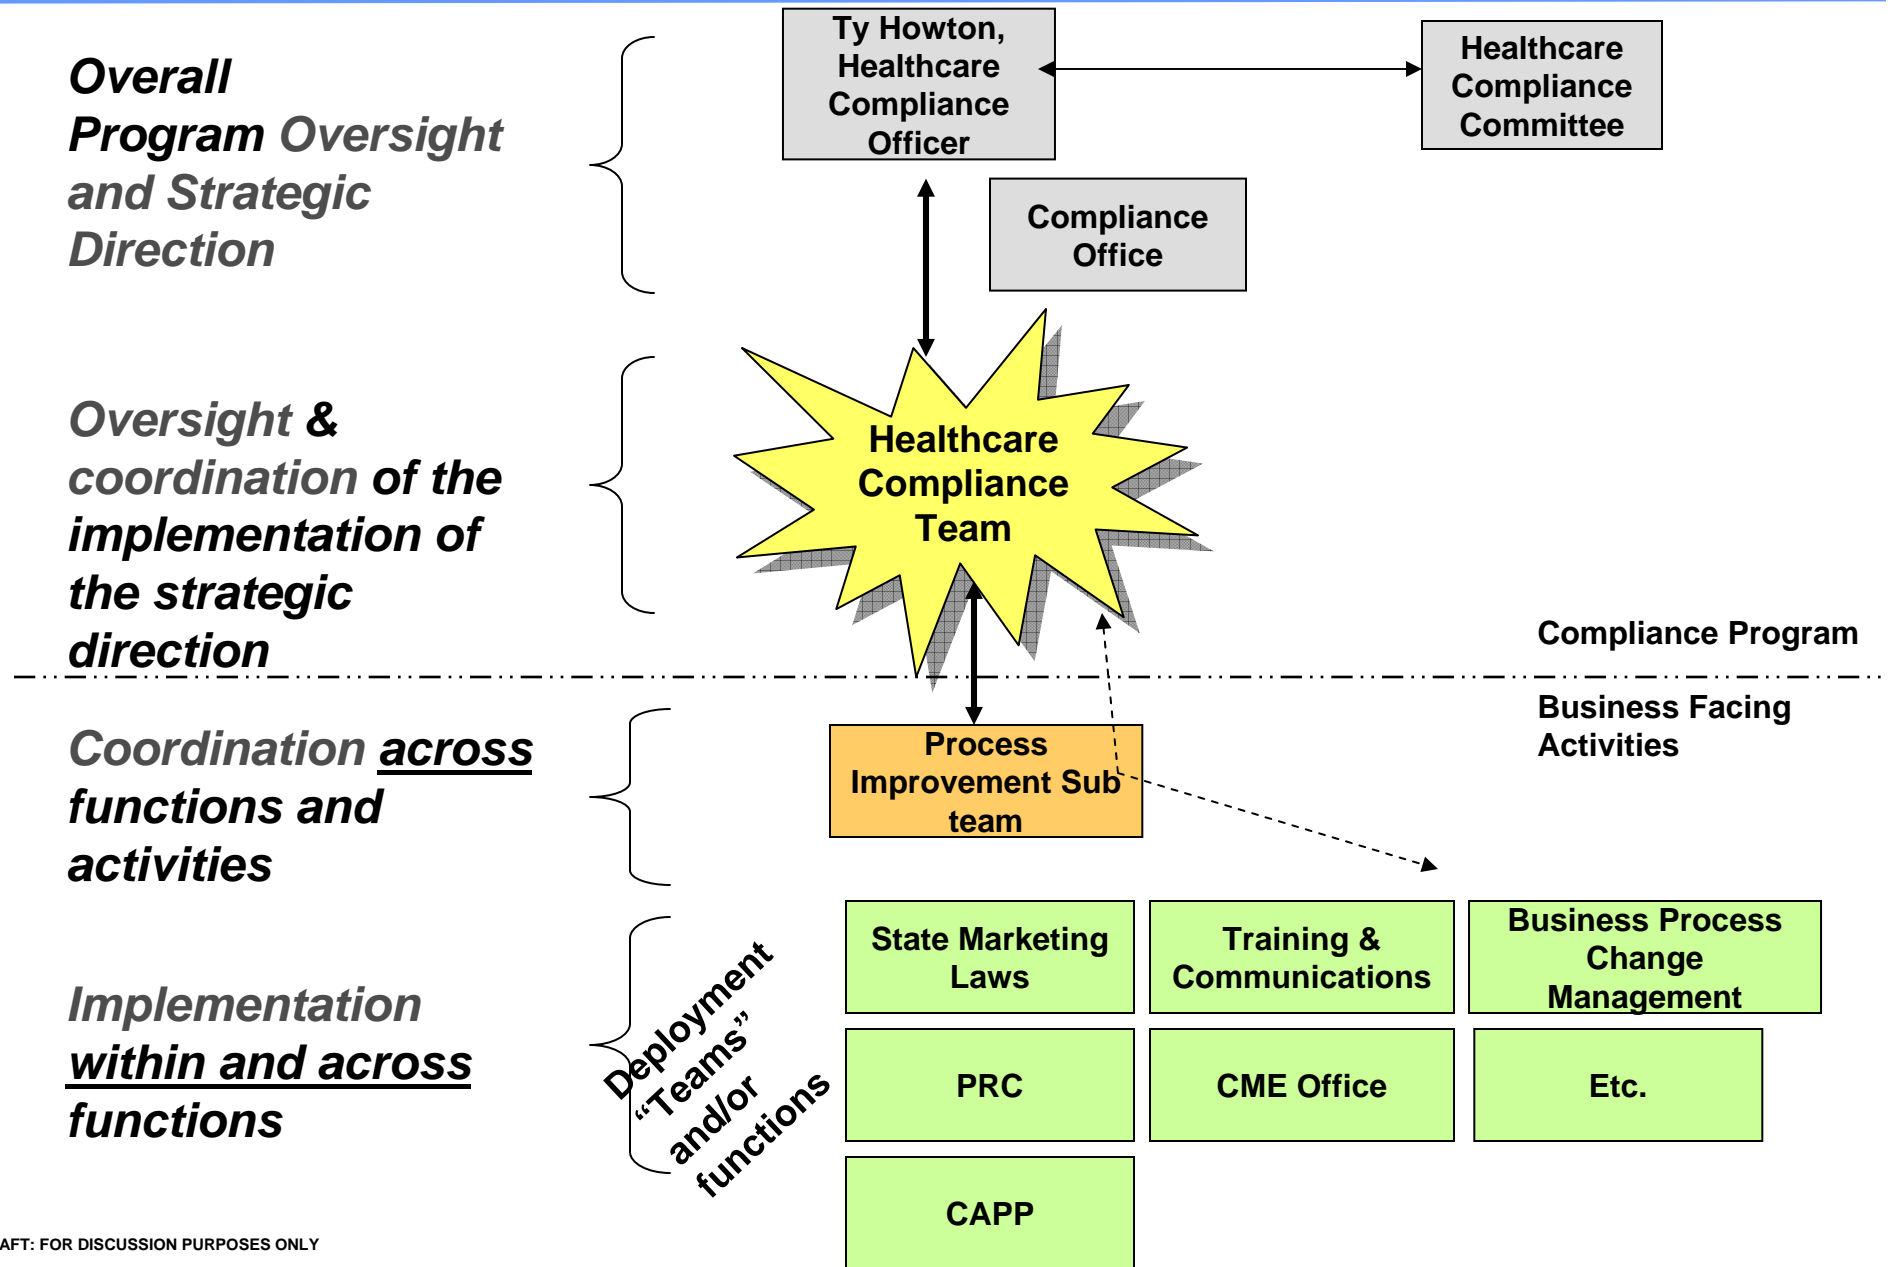 Overall
Program Oversight
and Strategic
Direction
Ty Howton,
Healthcare
Compliance
Officer
Healthcare
Compliance
Committee
Compliance
Office
Oversight &
coordination of the
implementation of
the strategic
direction
Healthcare
Compliance
Team
Compliance Program
Business Facing
Activities
Coordination across
functions and
activities
Process
Improvement Sub
team
Implementation
within and across
functions
Deployment
“Teams”
and/or
functions
State Marketing
Laws
Training &
Communications
Business Process
Change
Management
PRC
CME Office
Etc.
CAPP
AFT: FOR DISCUSSION PURPOSES ONLY